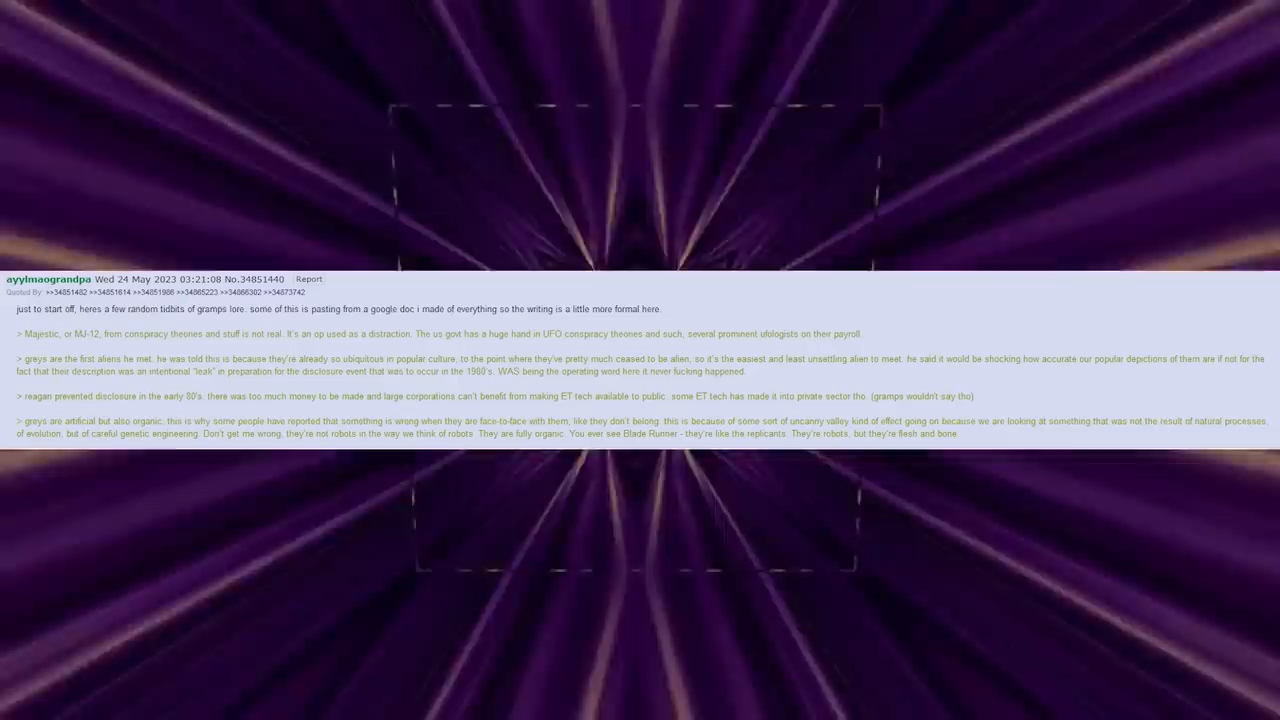 ayylmaograndpa Wed 24 May 2023 03:21:08 No.34851440 Report
Quoted By: >>34851482 >>34851614 >>34851986 >>34865223 >>34866302 >>34873742
just to start off, heres a few random tidbits of gramps lore. some of this is pasting from a google doc i made of everything so the writing is a little more formal here.
> Majestic, or MJ-12, from conspiracy theories and stuff is not real. It's an op used as a distraction. The us govt has a huge hand in UFO conspiracy theories and such, several prominent ufologists on their payroll
> greys are the first aliens he met. he was told this is because they're already so ubiquitous in popular culture, to the point where they've pretty much ceased to be alien, so it's the easiest and least unsettling alien to meet. he said it would be shocking how accurate our popular depictions of them are if not for the
fact that their description was an intentional "leak" in preparation for the disclosure event that was to occur in the 1980's. WAS being the operating word here it never fucking happened.
> reagan prevented disclosure in the early 80's. there was too much money to be made and large corporations can't benefit from making ET tech available to public. some ET tech has made it into private sector tho. (gramps wouldn't say tho)
> greys are artificial but also organic. this is why some people have reported that something is wrong when they are face-to-face with them, like they don't belong. this is because of some sort of uncanny valley kind of effect going on because we are looking at something that was not the result of natural processes,
of evolution, but of careful genetic engineering. Don't get me wrong, they're not robots in the way we think of robots. They are fully organic. You ever see Blade Runner - they're like the replicants. They're robots, but they're flesh and bone